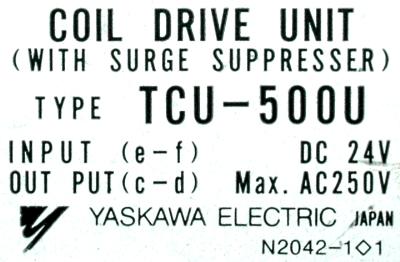 COIL DRIVE UNIT
(WITH SURGE SUPPRESSER)
TYPE TCU-500U
INPUT (e-f) DC 24V
OUT PUT(c-d) Max. AC250V
YASKAWA ELECTRIC JAPAN
N2042-1◇1